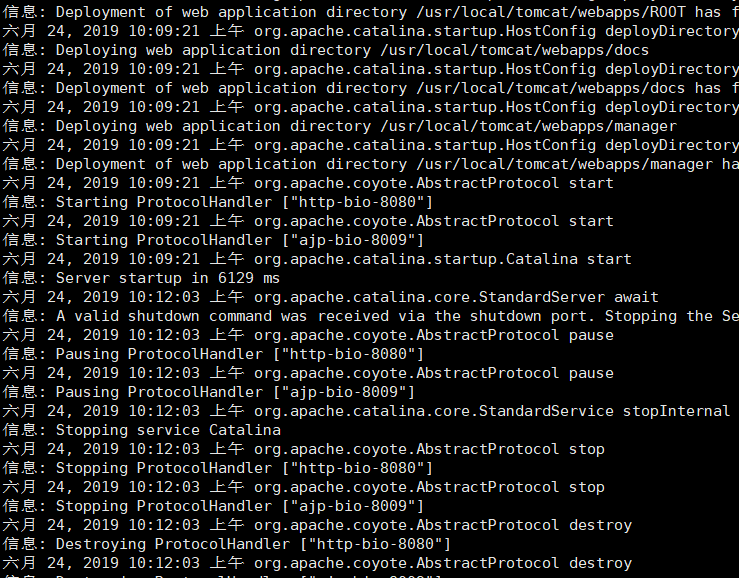 信息: Deployment of web application directory /usr/local/tomcat/webapps/ROOT has f
六月 24, 2019 10:09:21 上午 org.apache.catalina.startup.HostConfig deployDirectory
信息: Deploying web application directory /usr/local/tomcat/webapps/docs
六月 24, 2019 10:09:21 上午 org.apache.catalina.startup.HostConfig deployDirectory
信息: Deployment of web application directory /usr/local/tomcat/webapps/docs has f
六月 24, 2019 10:09:21 上午 org.apache.catalina.startup.HostConfig deployDirectory
信息: Deploying web application directory /usr/local/tomcat/webapps/manager
六月 24, 2019 10:09:21 上午 org.apache.catalina.startup.HostConfig deployDirectory
信息: Deployment of web application directory /usr/local/tomcat/webapps/manager ha
六月 24, 2019 10:09:21 上午 org.apache.coyote.AbstractProtocol start
信息: Starting ProtocolHandler ["http-bio-8080"]
六月 24, 2019 10:09:21 上午 org.apache.coyote.AbstractProtocol start
信息: Starting ProtocolHandler ["ajp-bio-8009"]
六月 24, 2019 10:09:21 上午 org.apache.catalina.startup.Catalina start
信息: Server startup in 6129 ms
六月 24, 2019 10:12:03 上午 org.apache.catalina.core.StandardServer await
信息: A valid shutdown command was received via the shutdown port. Stopping the Se
六月 24, 2019 10:12:03 上午 org.apache.coyote.AbstractProtocol pause
信息: Pausing ProtocolHandler ["http-bio-8080"]
六月 24, 2019 10:12:03 上午 org.apache.coyote.AbstractProtocol pause
信息: Pausing ProtocolHandler ["ajp-bio-8009"]
六月 24, 2019 10:12:03 上午 org.apache.catalina.core.StandardService stopInternal
信息: Stopping service Catalina
六月 24, 2019 10:12:03 上午 org.apache.coyote.AbstractProtocol stop
信息: Stopping ProtocolHandler ["http-bio-8080"]
六月 24, 2019 10:12:03 上午 org.apache.coyote.AbstractProtocol stop
信息: Stopping ProtocolHandler ["ajp-bio-8009"]
六月 24, 2019 10:12:03 上午 org.apache.coyote.AbstractProtocol destroy
信息: Destroying ProtocolHandler ["http-bio-8080"]
六月 24, 2019 10:12:03 上午 org.apache.coyote.AbstractProtocol destroy